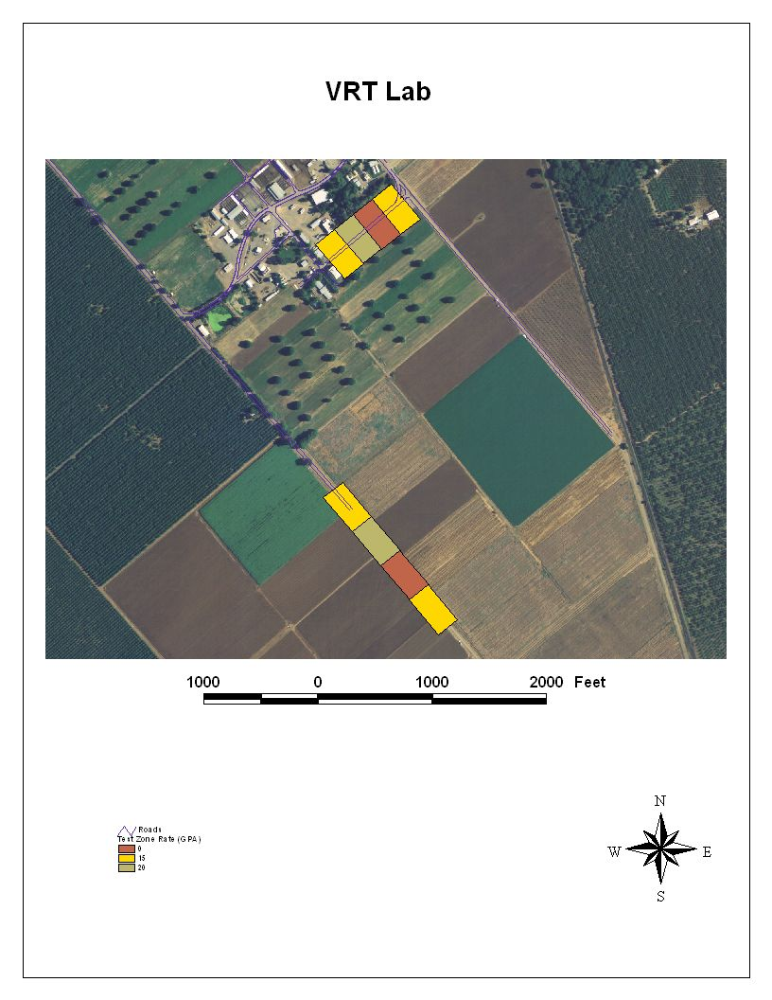 VRT Lab
1000 0 1000 2000 Feet
N
W E
S
Roads
Test Zone Rate (GPA)
0
15
20